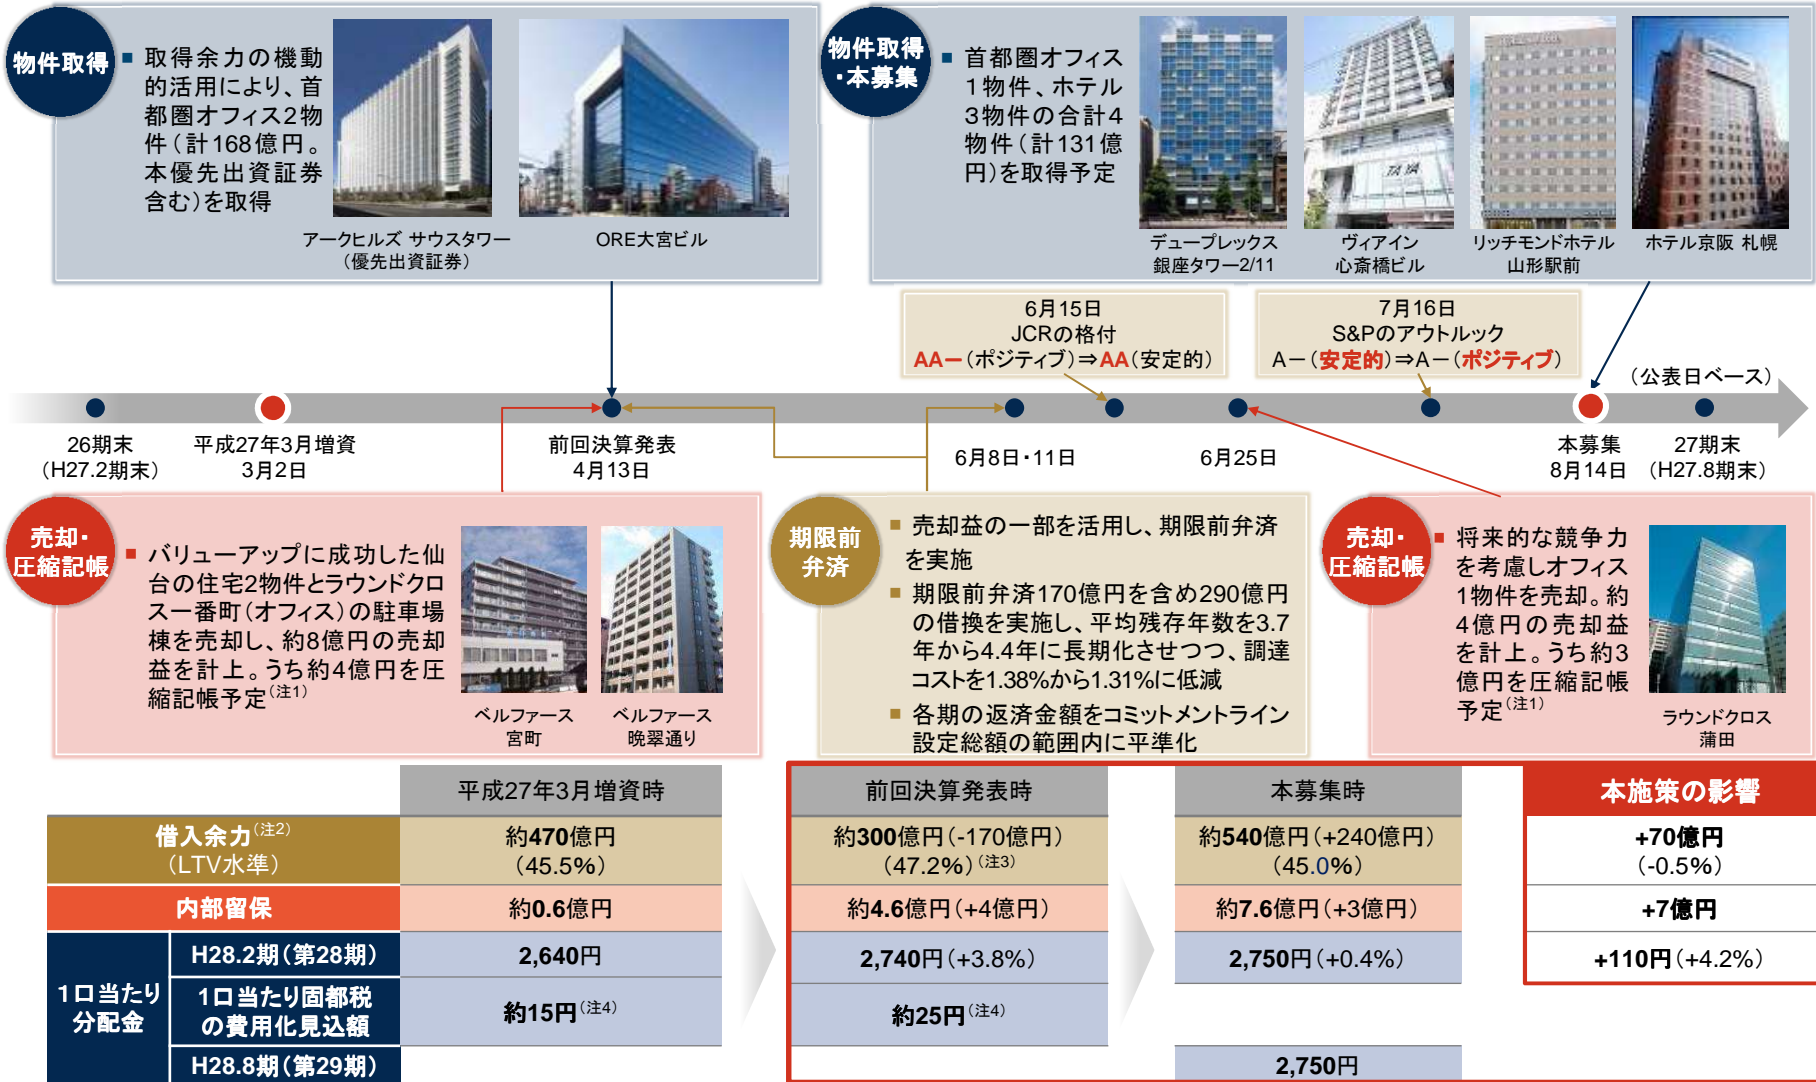 物件取得
■ 取得余力の機動
的活用により、首
都圏オフィス2物
件（計168億円。
本優先出資証券
含む）を取得
アークヒルズ サウスタワー
（優先出資証券）
ORE大宮ビル
物件取得
・本募集
■ 首都圏オフィス
1物件、ホテル
3物件の合計4
物件（計131億
円）を取得予定
TAYA
デュープレックス
銀座タワー2/11
ヴィアイン
心斎橋ビル
リッチモンドホテル
山形駅前
ホテル京阪 札幌
6月15日
JCRの格付
AA－（ポジティブ）⇒AA（安定的）
7月16日
S&Pのアウトルック
A－（安定的）⇒A－（ポジティブ）
（公表日ベース）
26期末
（H27.2期末）
平成27年3月増資
3月2日
前回決算発表
4月13日
6月8日・11日
6月25日
本募集
8月14日
27期末
（H27.8期末）
売却・
圧縮記帳
■ バリューアップに成功した仙
台の住宅2物件とラウンドクロ
ス一番町（オフィス）の駐車場
棟を売却し、約8億円の売却
益を計上。うち約4億円を圧
縮記帳予定（注1）
ベルファース
宮町
ベルファース
晩翠通り
期限前
弁済
■ 売却益の一部を活用し、期限前弁済
を実施
■ 期限前弁済170億円を含め290億円
の借換を実施し、平均残存年数を3.7
年から4.4年に長期化させつつ、調達
コストを1.38%から1.31%に低減
■ 各期の返済金額をコミットメントライン
設定総額の範囲内に平準化
売却・
圧縮記帳
■ 将来的な競争力
を考慮しオフィス
1物件を売却。約
4億円の売却益
を計上。うち約3
億円を圧縮記帳
予定（注1）
ラウンドクロス
蒲田
平成27年3月増資時 前回決算発表時 本募集時 本施策の影響
借入余力（注2） 約470億円 約300億円（-170億円） 約540億円（+240億円） +70億円
（LTV水準） （45.5%） （47.2%）（注3） （45.0%） （-0.5%）
内部留保 約0.6億円 約4.6億円（+4億円） 約7.6億円（+3億円） +7億円
1口当たり
分配金
H28.2期（第28期） 2,640円 2,740円（+3.8%） 2,750円（+0.4%） +110円（+4.2%）
1口当たり固都税
の費用化見込額 約15円（注4） 約25円（注4）
H28.8期（第29期） 2,750円